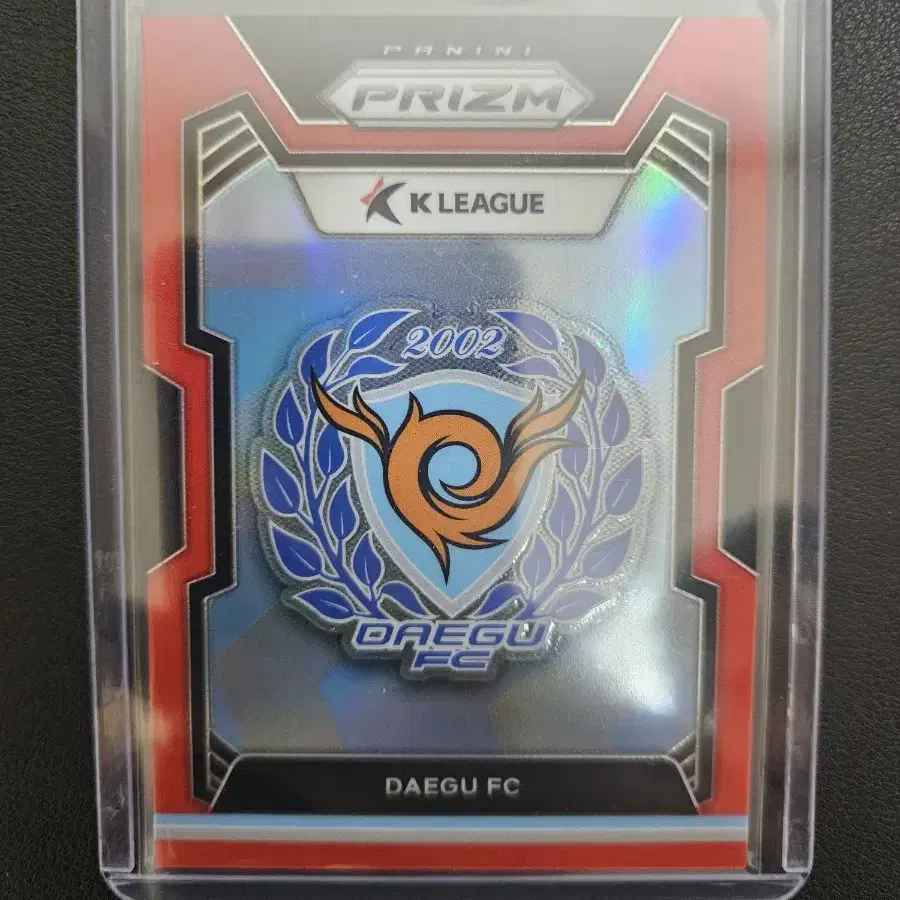 PANINI
PRIZM
K LEAGUE
2002
DAEGU
FC
DAEGU FC